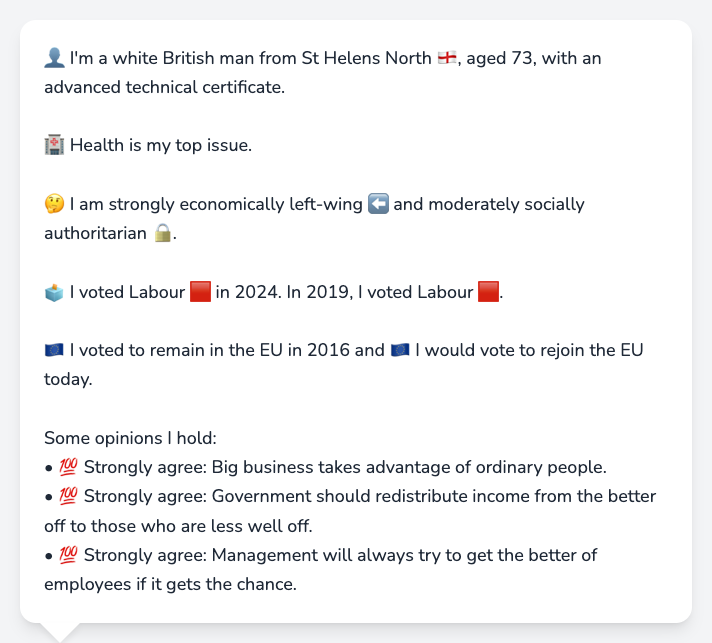 👤 I'm a white British man from St Helens North 🏴󠁧󠁢󠁥󠁮󠁧󠁿, aged 73, with an
advanced technical certificate.
🏥 Health is my top issue.
🤔 I am strongly economically left-wing ⬅️ and moderately socially
authoritarian 🔒.
🗳️ I voted Labour 🟥 in 2024. In 2019, I voted Labour 🟥.
🇪🇺 I voted to remain in the EU in 2016 and 🇪🇺 I would vote to rejoin the EU
today.
Some opinions I hold:
• 💯 Strongly agree: Big business takes advantage of ordinary people.
• 💯 Strongly agree: Government should redistribute income from the better
off to those who are less well off.
• 💯 Strongly agree: Management will always try to get the better of
employees if it gets the chance.